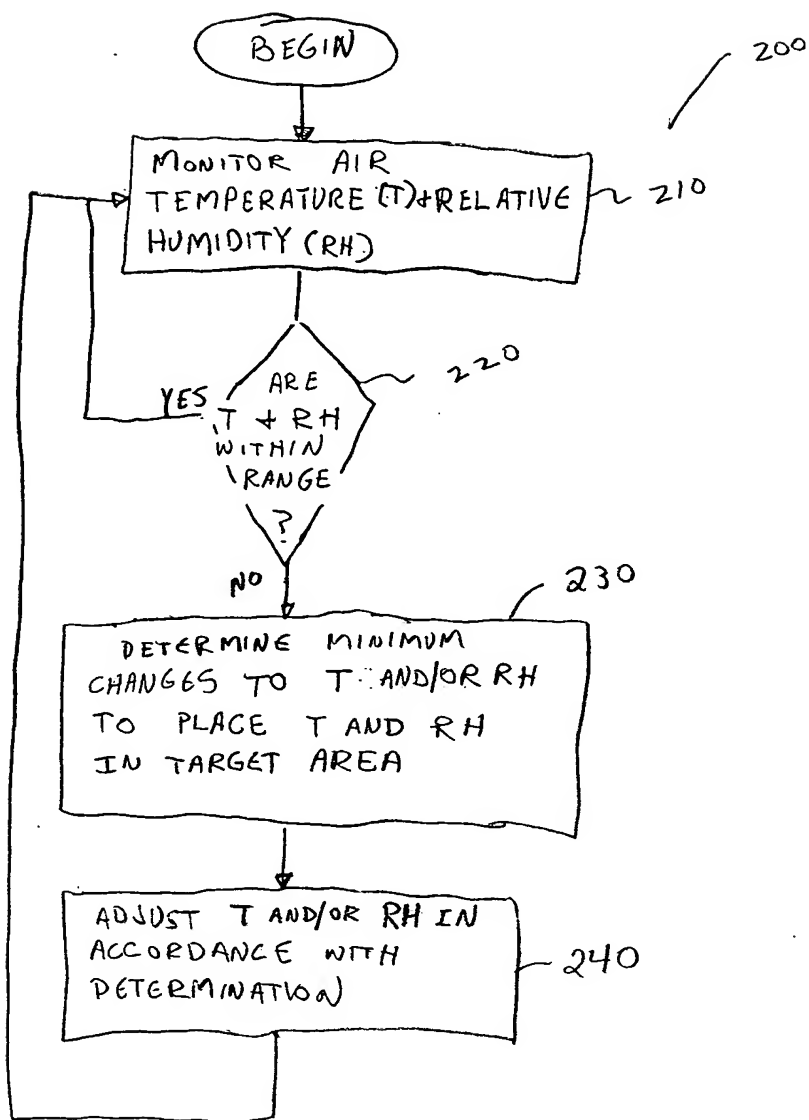 BEGIN
200
MONITOR AIR
TEMPERATURE (T)+RELATIVE
HUMIDITY (RH)
210
220
ARE
T + RH
WITHIN
RANGE
?
YES
NO
230
DETERMINE MINIMUM
CHANGES TO T AND/OR RH
TO PLACE T AND RH
IN TARGET AREA
ADJUST T AND/OR RH IN
ACCORDANCE WITH
DETERMINATION
240